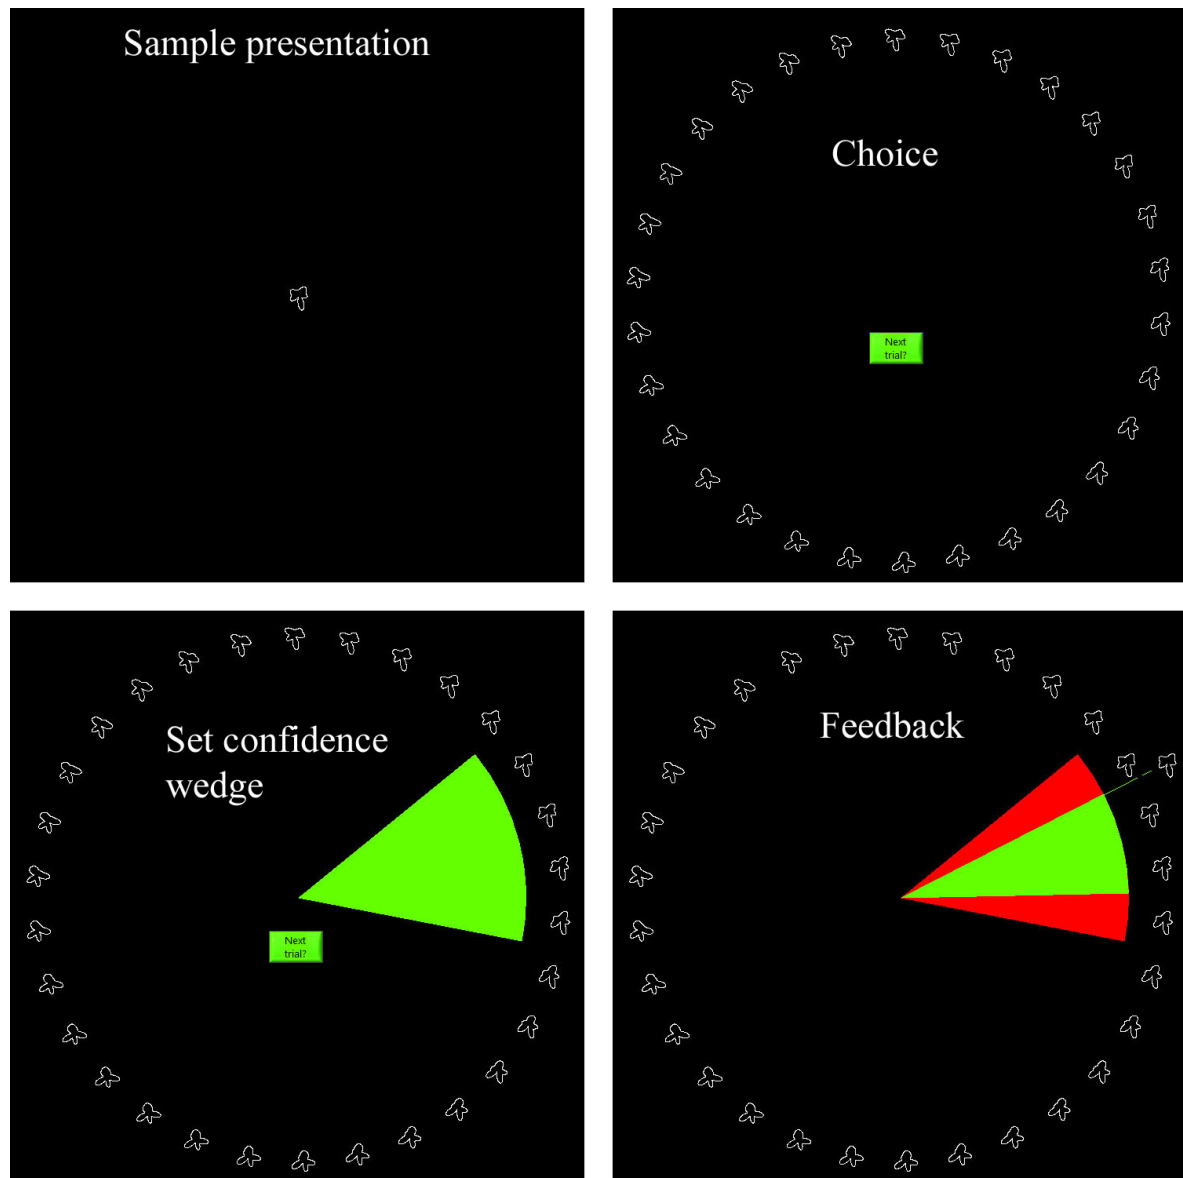 Sample presentation
Choice
Next
trial?
Set confidence
wedge
Next
trial?
Feedback